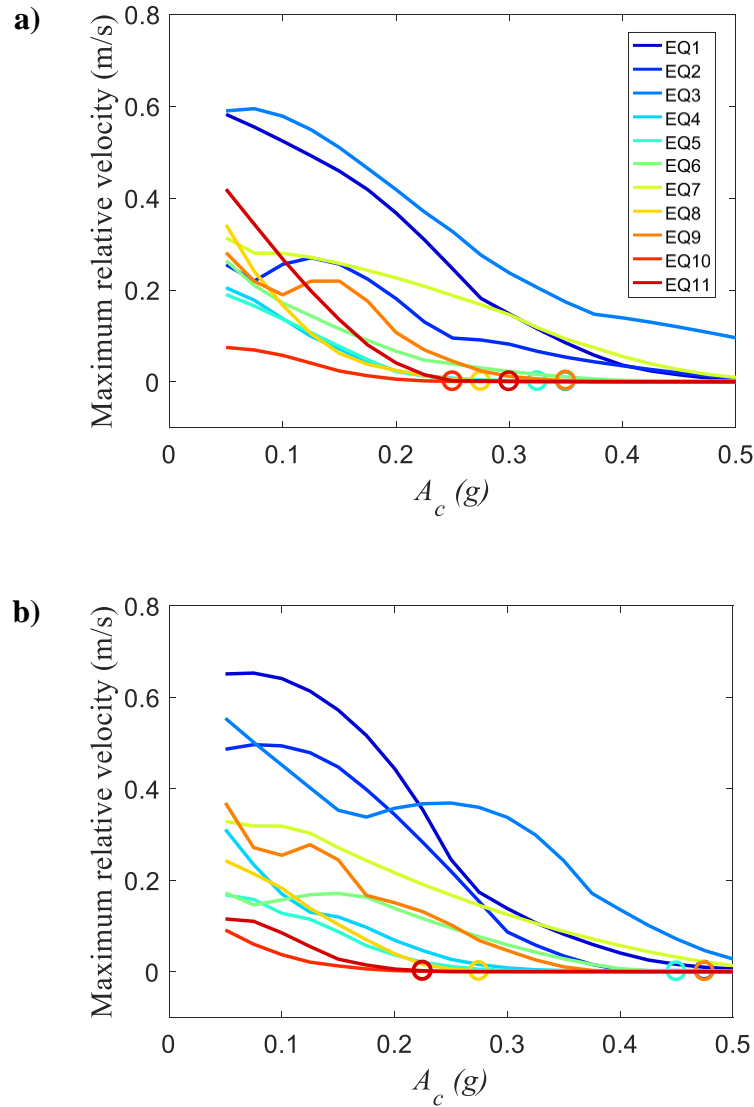 a)
Maximum relative velocity (m/s)
0.8
0.6
0.4
0.2
0
EQ1
EQ2
EQ3
EQ4
EQ5
EQ6
EQ7
EQ8
EQ9
EQ10
EQ11
0
0.1
0.2
0.3
0.4
0.5
A_c (g)
b)
Maximum relative velocity (m/s)
0.8
0.6
0.4
0.2
0
0
0.1
0.2
0.3
0.4
0.5
A_c (g)